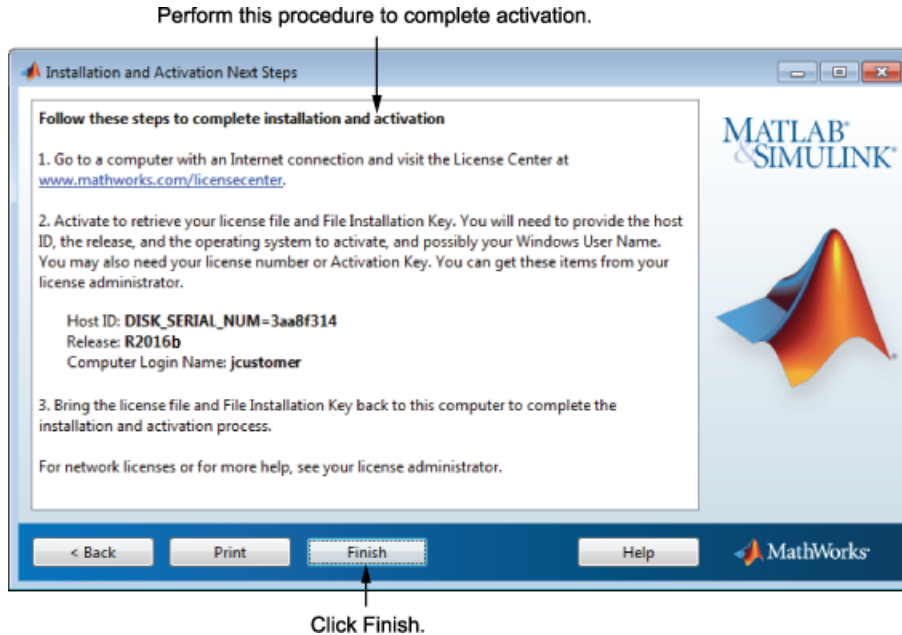 Perform this procedure to complete activation.
Installation and Activation Next Steps
Follow these steps to complete installation and activation
1. Go to a computer with an Internet connection and visit the License Center at
www.mathworks.com/licensecenter.
2. Activate to retrieve your license file and File Installation Key. You will need to provide the host
ID, the release, and the operating system to activate, and possibly your Windows User Name.
You may also need your license number or Activation Key. You can get these items from your
license administrator.
Host ID: DISK_SERIAL_NUM=3aa8f314
Release: R2016b
Computer Login Name: jcustomer
3. Bring the license file and File Installation Key back to this computer to complete the
installation and activation process.
For network licenses or for more help, see your license administrator.
MATLAB®
&SIMULINK®
< Back
Print
Finish
Help
MathWorks®
Click Finish.